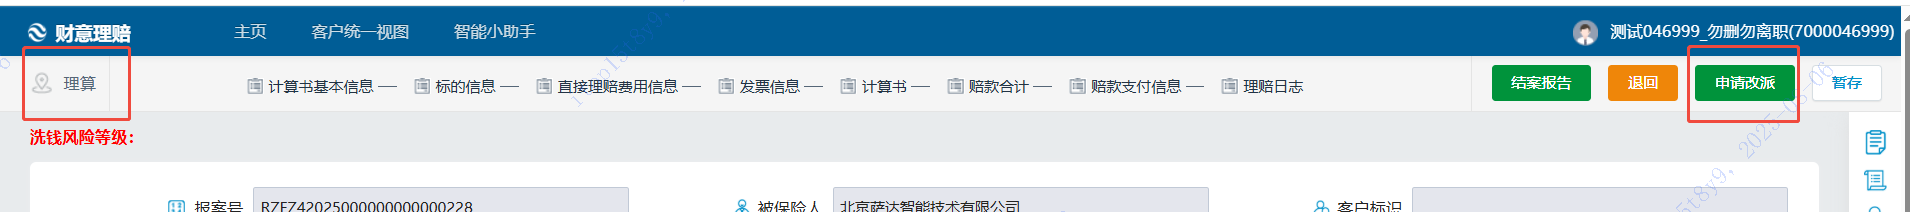 财意理赔 主页 客户统一视图 智能小助手 测试046999_勿删勿离职(7000046999)
理算 计算书基本信息 标的信息 直接理赔费用信息 发票信息 计算书 赔款合计 赔款支付信息 理赔日志 结案报告 退回 申请改派 暂存
洗钱风险等级:
报案号 RZFZ42025000000000000228 被保险人 北京萨达智能技术有限公司 客户标识